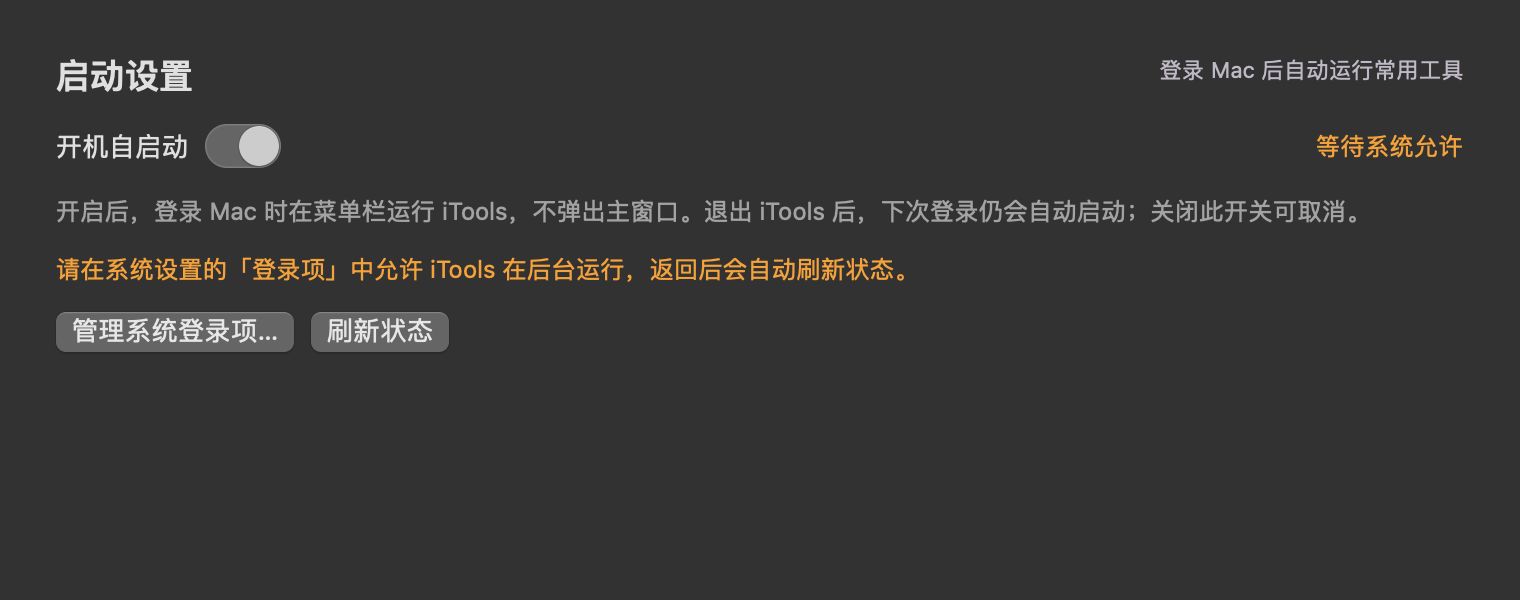 启动设置
登录 Mac 后自动运行常用工具
开机自启动
等待系统允许
开启后，登录 Mac 时在菜单栏运行 iTools，不弹出主窗口。退出 iTools 后，下次登录仍会自动启动；关闭此开关可取消。
请在系统设置的「登录项」中允许 iTools 在后台运行，返回后会自动刷新状态。
管理系统登录项...
刷新状态